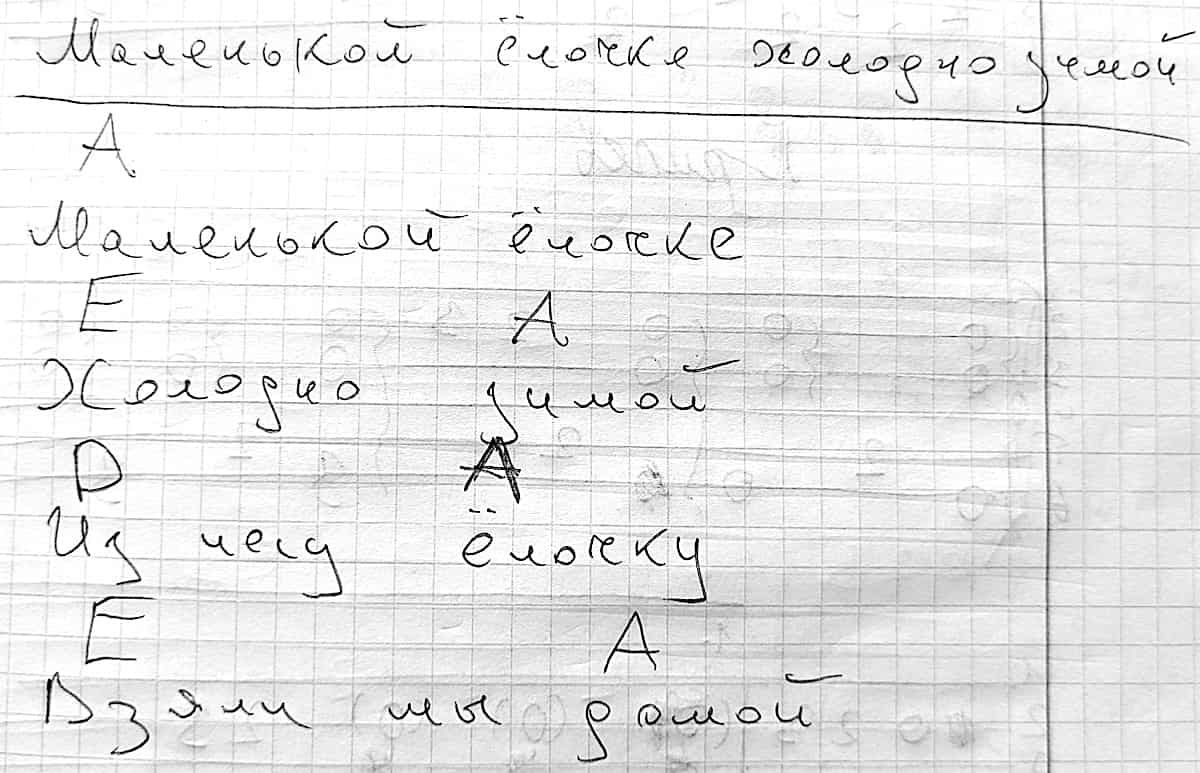 Маленькой ёлочке холодно зимой
A
Маленькой ёлочке
E A
Холодно зимой
D A
Из лесу ёлочку
E A
Взяли мы домой